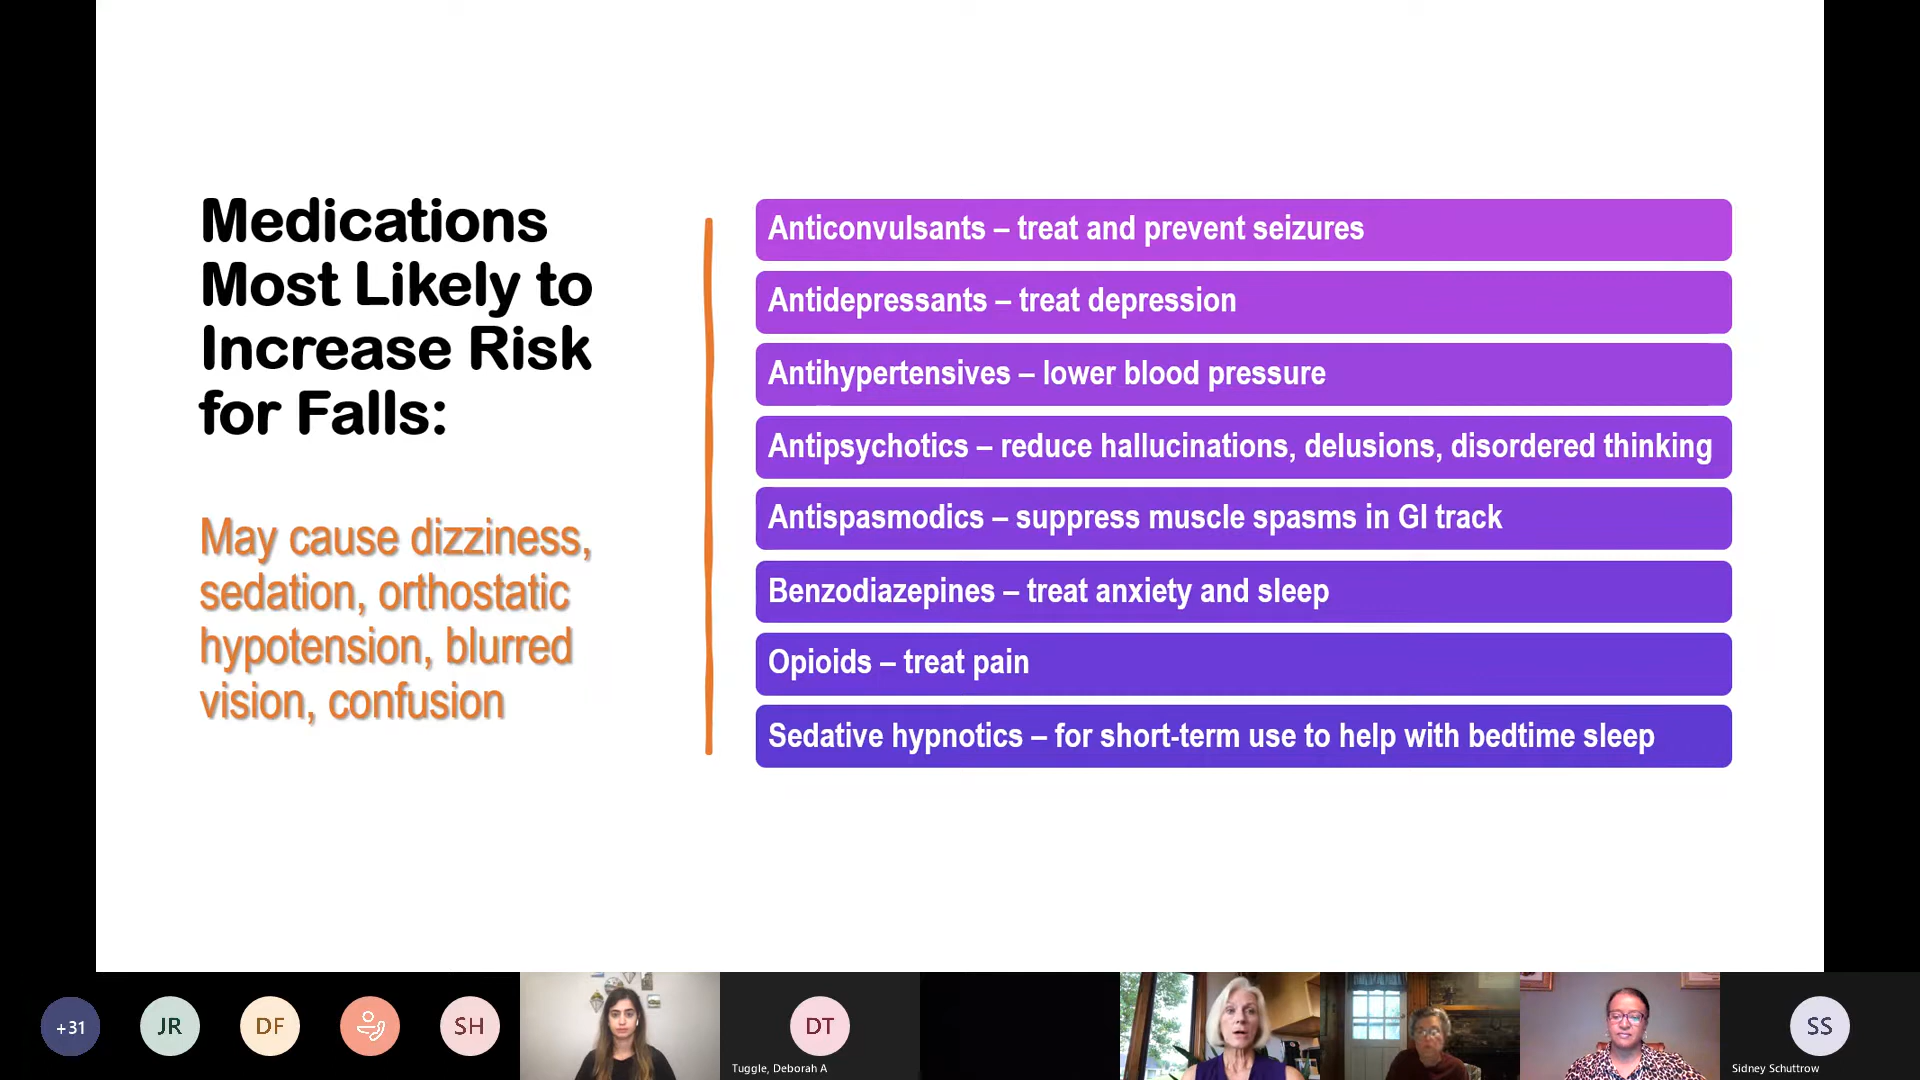 Medications
Most Likely to
Increase Risk
for Falls:
May cause dizziness,
sedation, orthostatic
hypotension, blurred
vision, confusion
Anticonvulsants – treat and prevent seizures
Antidepressants – treat depression
Antihypertensives – lower blood pressure
Antipsychotics – reduce hallucinations, delusions, disordered thinking
Antispasmodics – suppress muscle spasms in GI track
Benzodiazepines – treat anxiety and sleep
Opioids – treat pain
Sedative hypnotics – for short-term use to help with bedtime sleep
+31
JR
DF
SH
DT
Tuggle, Deborah A
SS
Sidney Schuttrow